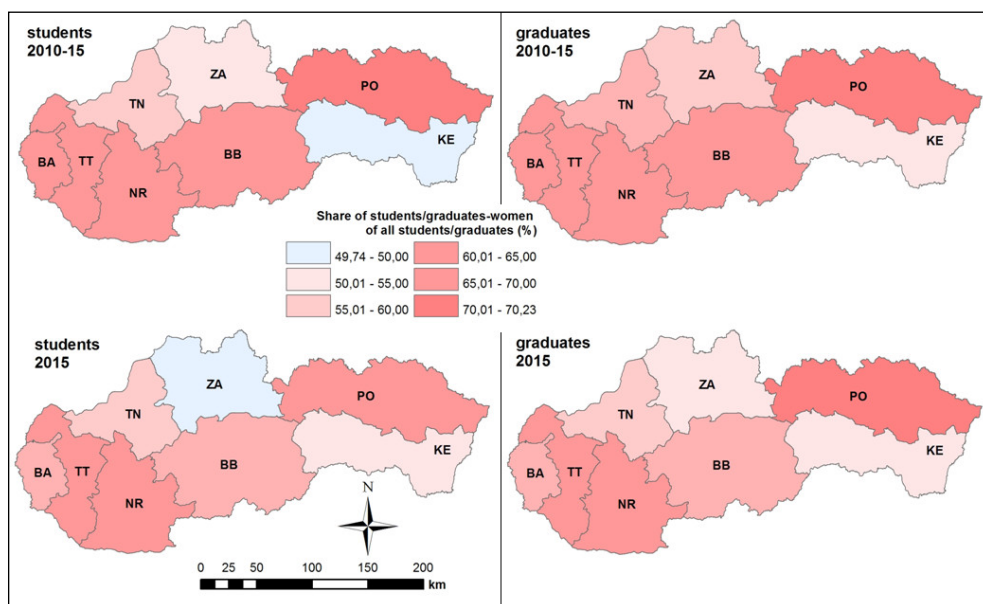 students
2010-15
ZA
PO
TN
KE
BA
TT
BB
NR
graduates
2010-15
ZA
PO
TN
KE
BA
TT
BB
NR
Share of students/graduates-women
of all students/graduates (%)
49,74 - 50,00
60,01 - 65,00
50,01 - 55,00
65,01 - 70,00
55,01 - 60,00
70,01 - 70,23
students
2015
ZA
PO
TN
KE
BA
TT
BB
NR
N
0 25 50 100 150 200
km
graduates
2015
ZA
PO
TN
KE
BA
TT
BB
NR